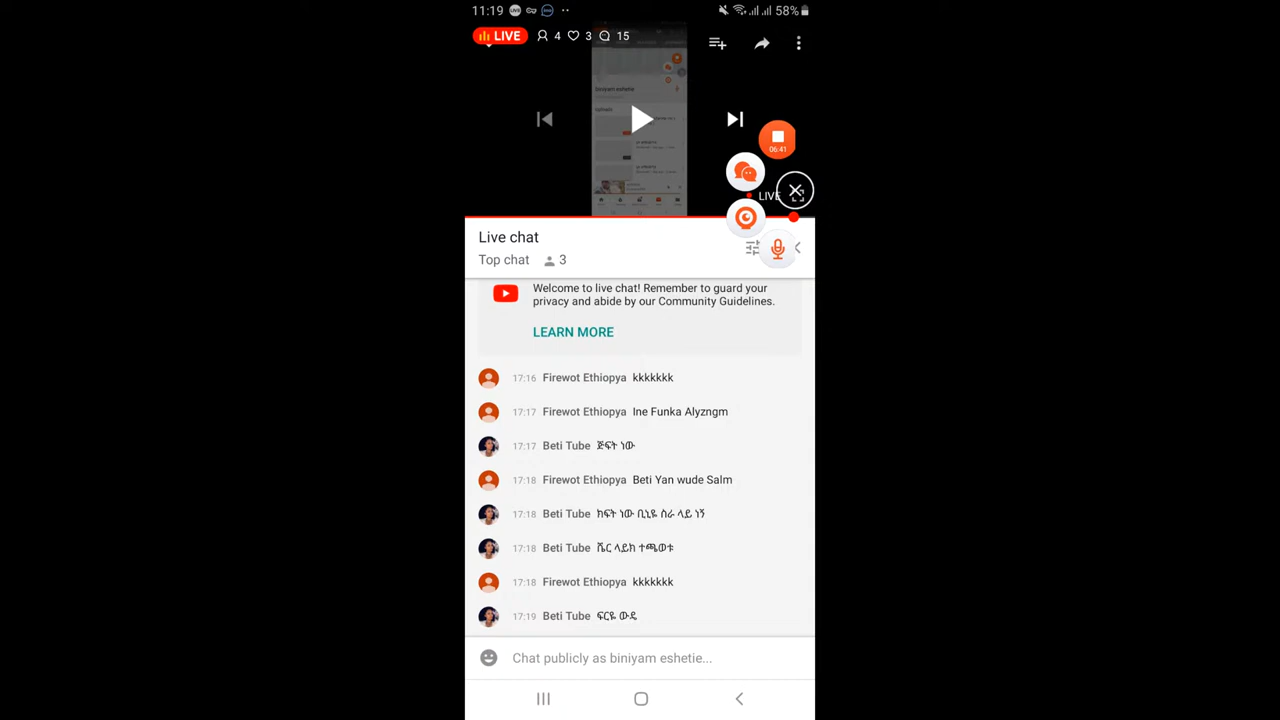 11:19 58%
LIVE 4 3 15
biniyam eshetie
06:41
LIVE
Live chat
Top chat 3
Welcome to live chat! Remember to guard your
privacy and abide by our Community Guidelines.
LEARN MORE
17:16 Firewot Ethiopya kkkkkkk
17:17 Firewot Ethiopya Ine Funka Alyzngm
17:17 Beti Tube ጅፍት ነው
17:18 Firewot Ethiopya Beti Yan wude Salm
17:18 Beti Tube ክፍት ነው ቢኒዬ ስራ ላይ ነኝ
17:18 Beti Tube ሼር ላይክ ተጫወቱ
17:18 Firewot Ethiopya kkkkkkk
17:19 Beti Tube ፍርዬ ውዴ
Chat publicly as biniyam eshetie...